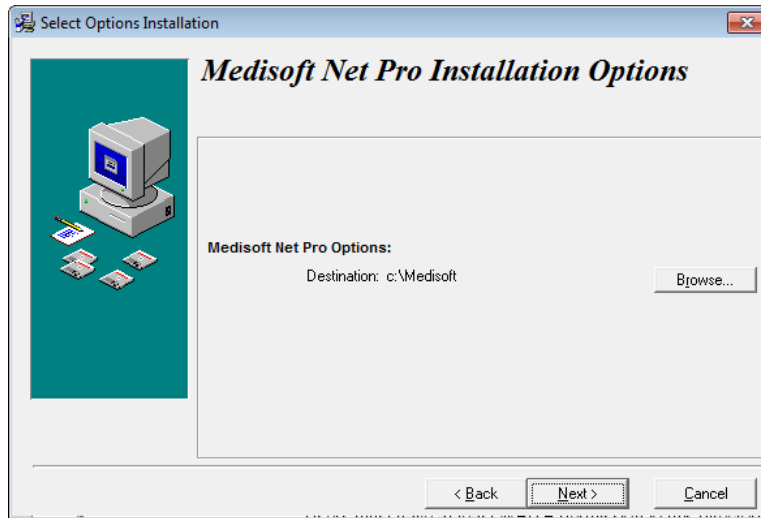 Select Options Installation
Medisoft Net Pro Installation Options
Medisoft Net Pro Options:
Destination: c:\Medisoft
Browse...
< Back
Next >
Cancel